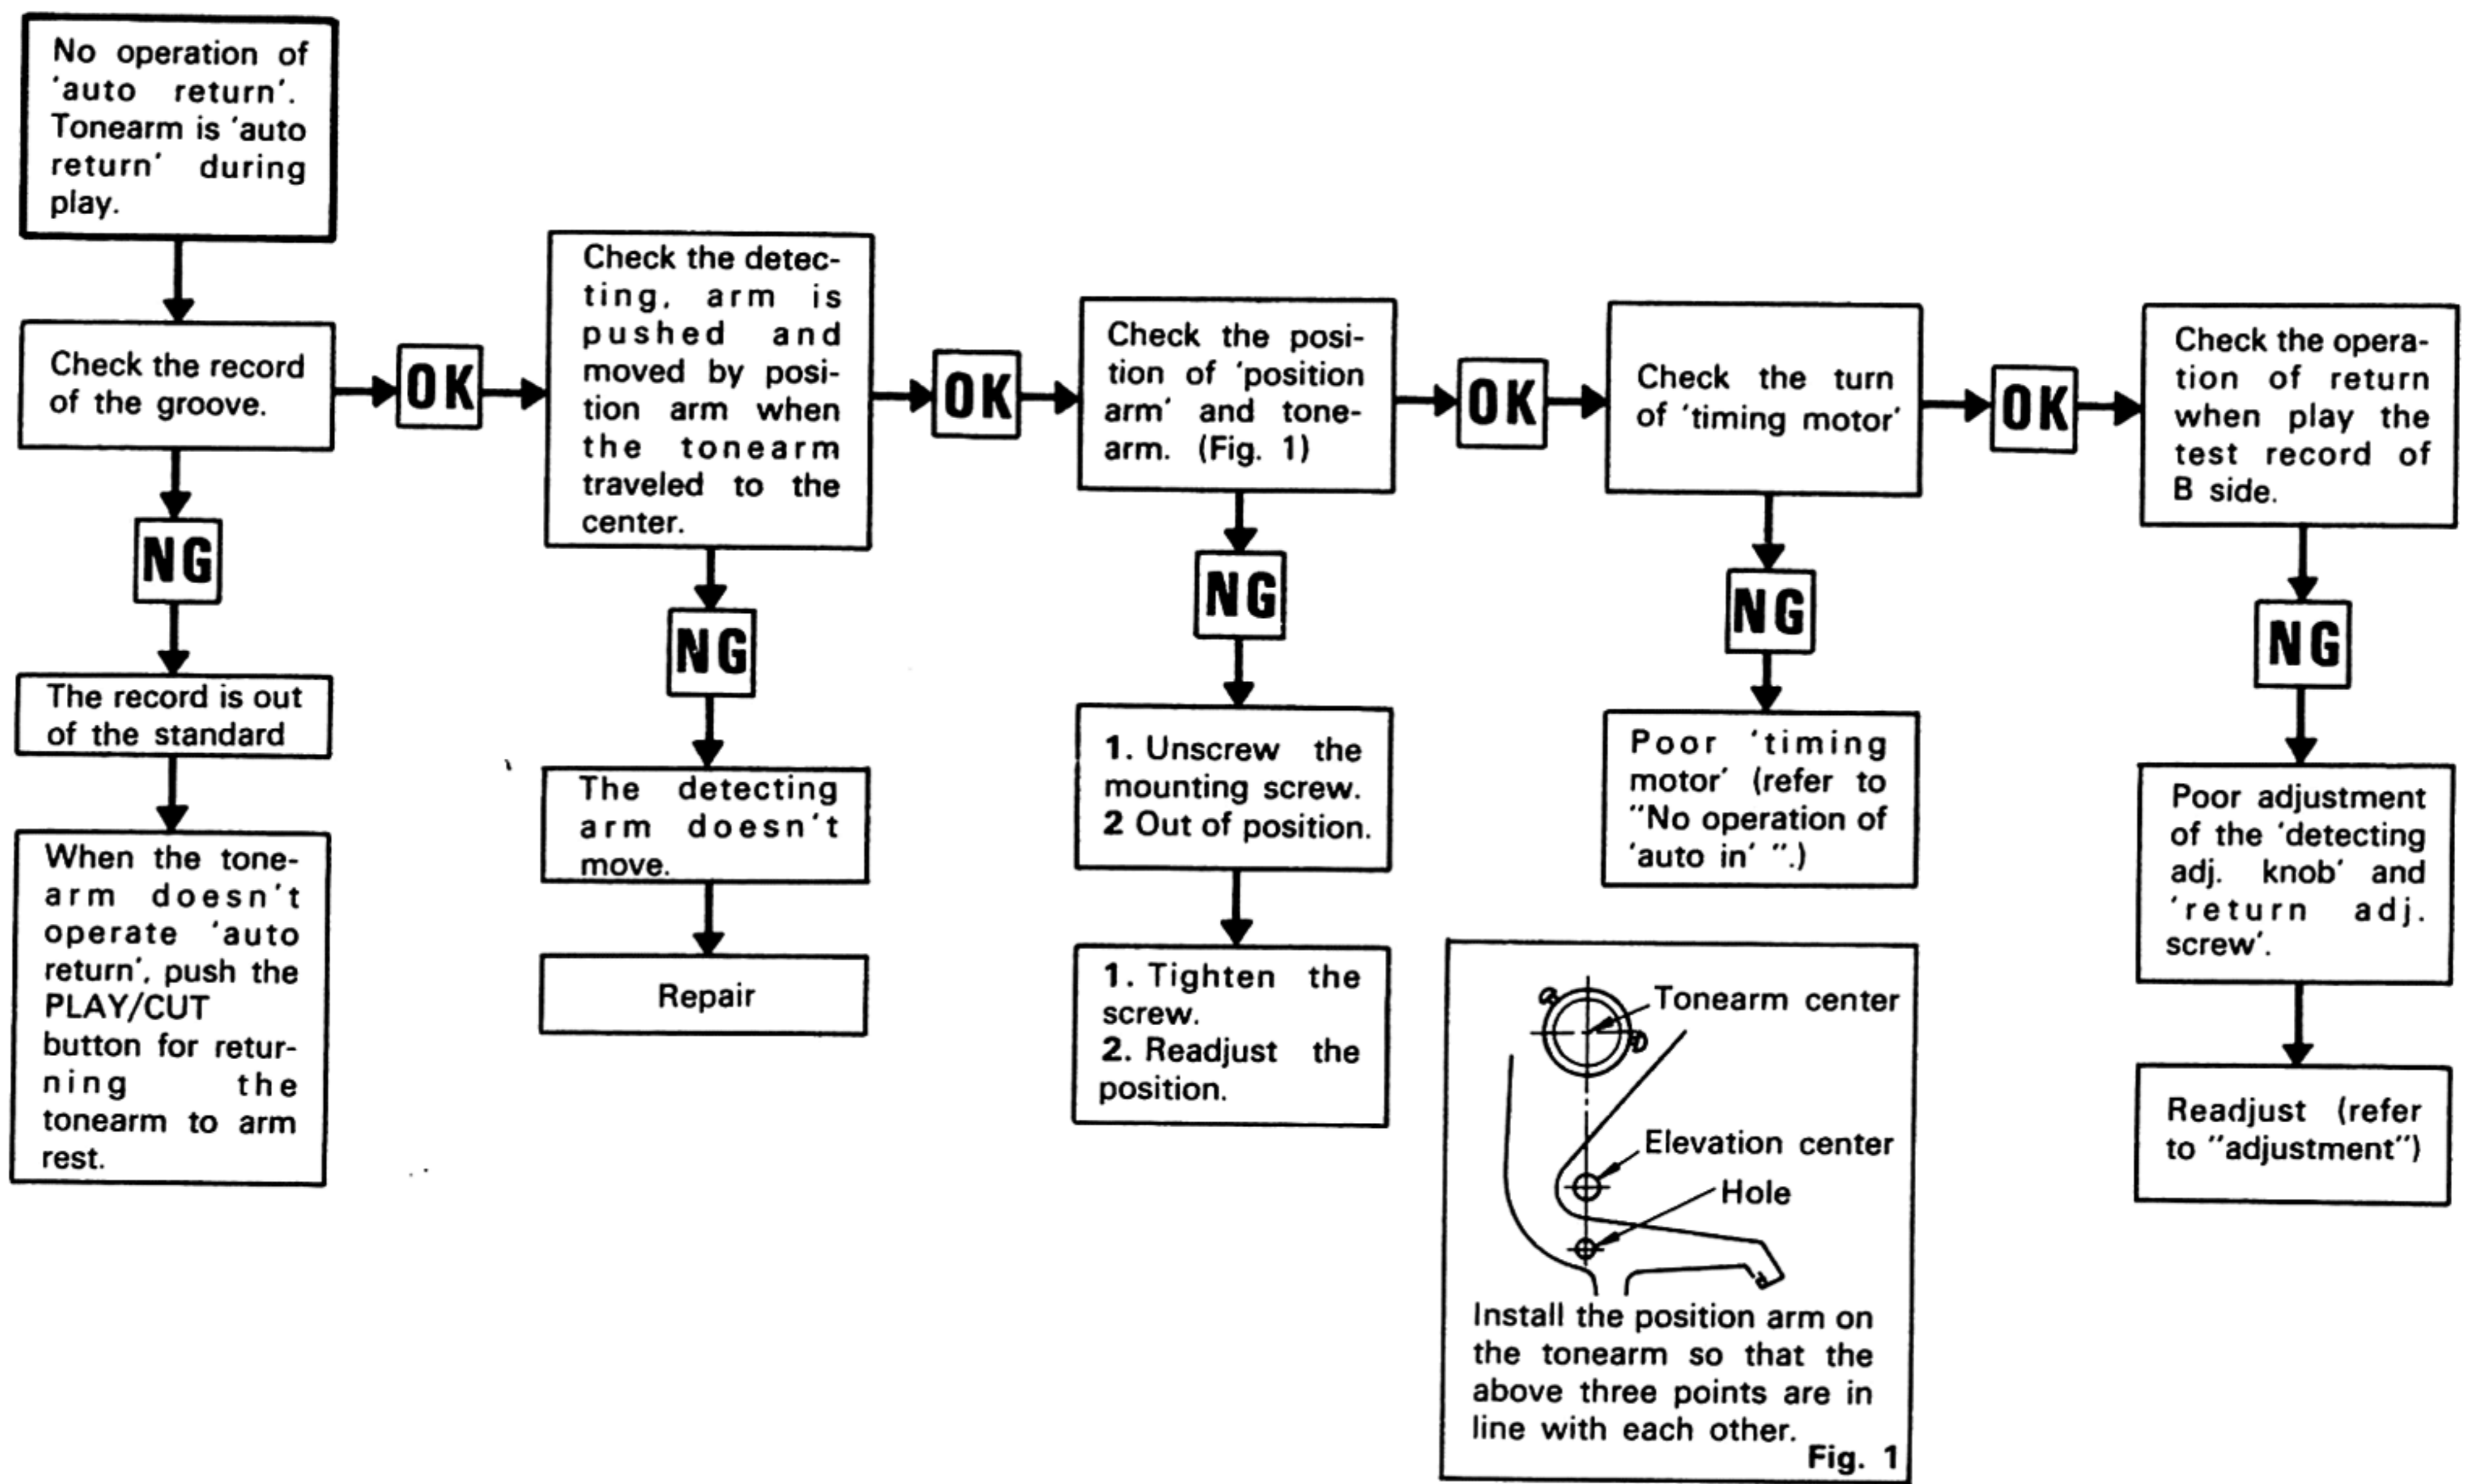 No operation of
'auto return'.
Tonearm is 'auto
return' during
play.
Check the record
of the groove.
OK
NG
The record is out
of the standard
When the tone-
arm doesn't
operate 'auto
return', push the
PLAY/CUT
button for retur-
ning the
tonearm to arm
rest.
Check the detec-
ting, arm is
pushed and
moved by posi-
tion arm when
the tonearm
traveled to the
center.
OK
NG
The detecting
arm doesn't
move.
Repair
Check the posi-
tion of 'position
arm' and tone-
arm. (Fig. 1)
OK
NG
1. Unscrew the
mounting screw.
2 Out of position.
1. Tighten the
screw.
2. Readjust the
position.
Check the turn
of 'timing motor'
OK
NG
Poor 'timing
motor' (refer to
"No operation of
'auto in' ".)
Check the opera-
tion of return
when play the
test record of
B side.
NG
Poor adjustment
of the 'detecting
adj. knob' and
'return adj.
screw'.
Readjust (refer
to "adjustment")
Tonearm center
Elevation center
Hole
Install the position arm on
the tonearm so that the
above three points are in
line with each other.
Fig. 1